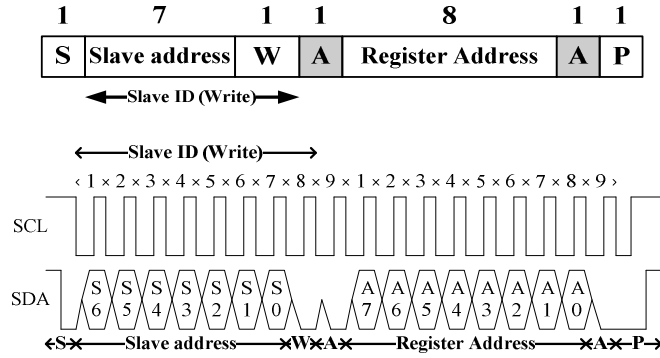 1 7 1 1 8 1 1
S Slave address W A Register Address A P
Slave ID (Write)
Slave ID (Write)
‹ 1 × 2 × 3 × 4 × 5 × 6 × 7 × 8 × 9 × 1 × 2 × 3 × 4 × 5 × 6 × 7 × 8 × 9 ›
SCL
SDA
S6 S5 S4 S3 S2 S1 S0 A7 A6 A5 A4 A3 A2 A1 A0
S Slave address W A Register Address A P